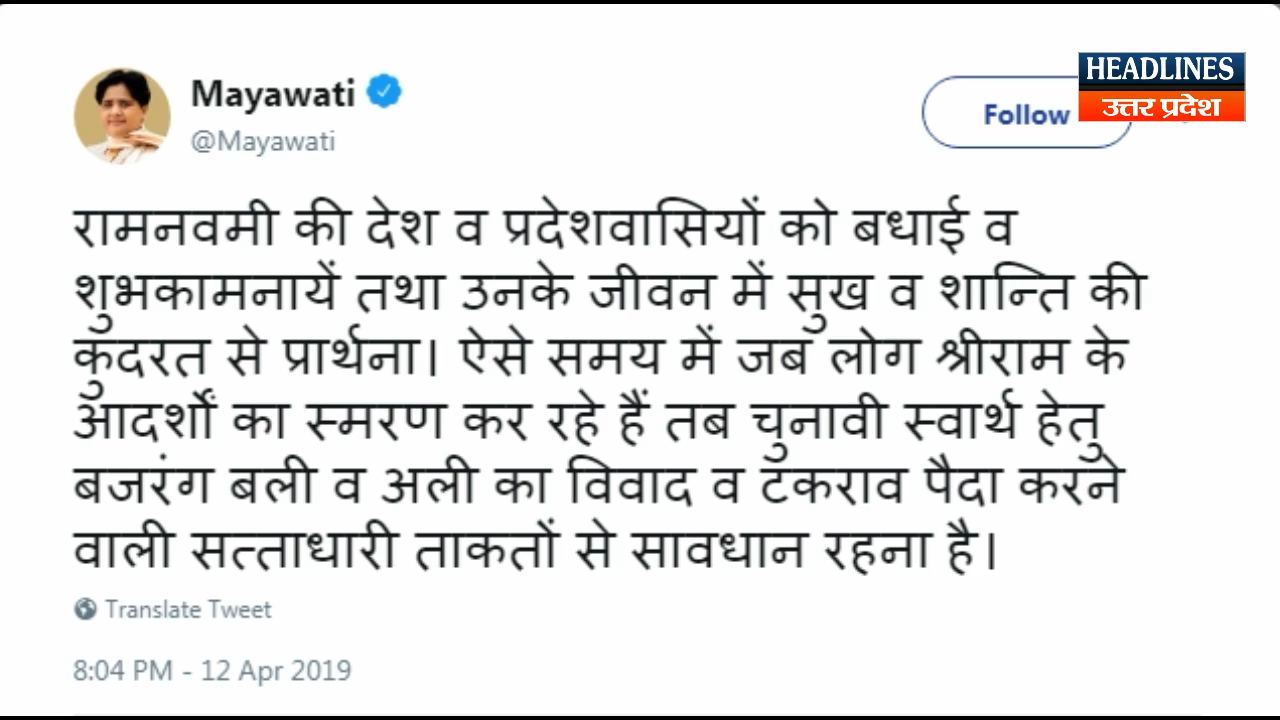 Mayawati
@Mayawati
Follow
HEADLINES
उत्तर प्रदेश
रामनवमी की देश व प्रदेशवासियों को बधाई व
शुभकामनायें तथा उनके जीवन में सुख व शान्ति की
कुदरत से प्रार्थना। ऐसे समय में जब लोग श्रीराम के
आदर्शों का स्मरण कर रहे हैं तब चुनावी स्वार्थ हेतु
बजरंग बली व अली का विवाद व टकराव पैदा करने
वाली सत्ताधारी ताकतों से सावधान रहना है।
Translate Tweet
8:04 PM - 12 Apr 2019